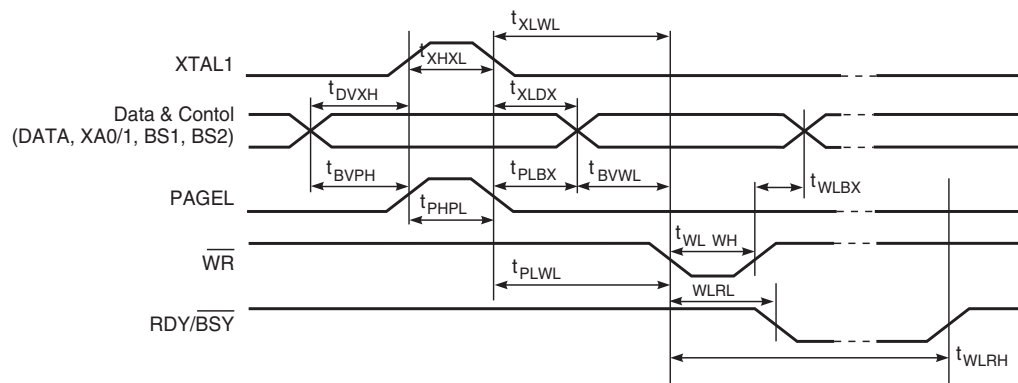 tXLWL
XTAL1
tXHXL
tDVXH
tXLDX
Data & Contol
(DATA, XA0/1, BS1, BS2)
tBVPH
tPLBX
tBVWL
tWLBX
PAGEL
tPHPL
tWL WH
WR
tPLWL
WLRL
RDY/BSY
tWLRH